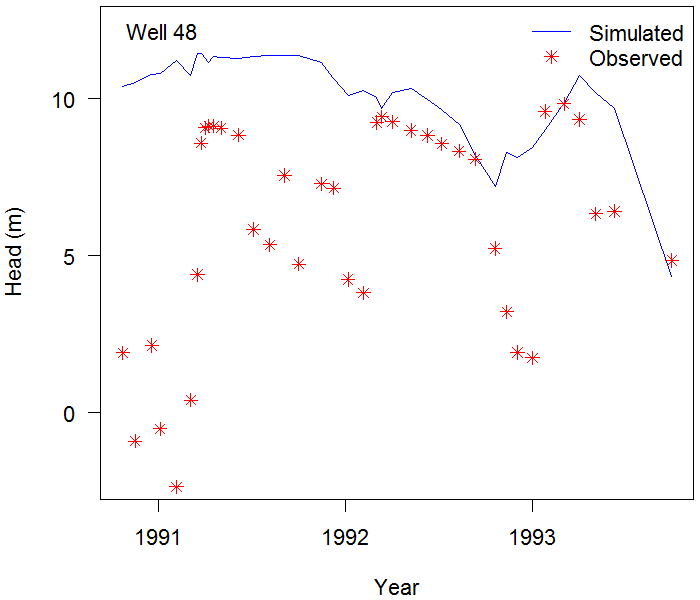 Well 48
Simulated
Observed
10
5
0
Head (m)
1991 1992 1993
Year